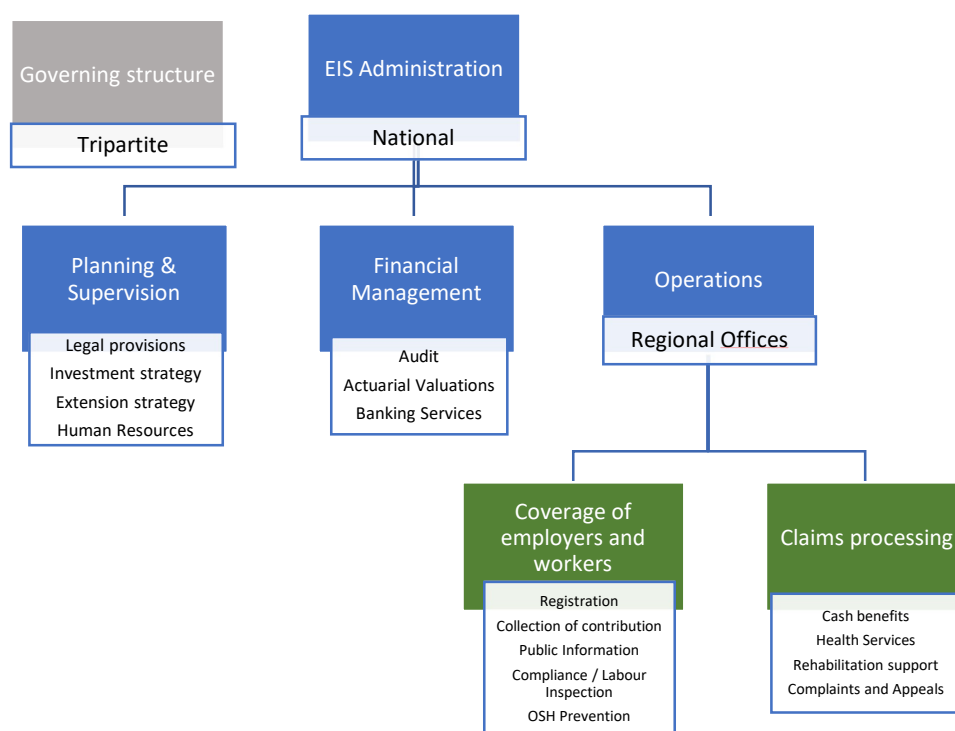 Governing structure
Tripartite
EIS Administration
National
Planning &
Supervision
Legal provisions
Investment strategy
Extension strategy
Human Resources
Financial
Management
Audit
Actuarial Valuations
Banking Services
Operations
Regional Offices
Coverage of
employers and
workers
Registration
Collection of contribution
Public Information
Compliance / Labour
Inspection
OSH Prevention
Claims processing
Cash benefits
Health Services
Rehabilitation support
Complaints and Appeals